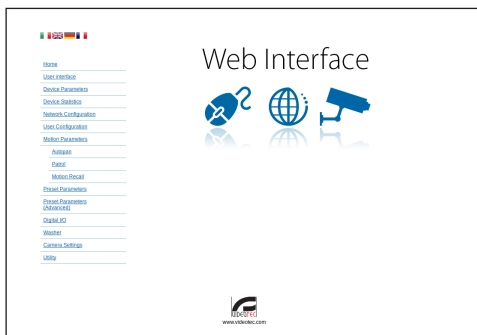 Web Interface
Home
User interface
Device Parameters
Device Statistics
Network Configuration
User Configuration
Motion Parameters
Autopan
Patrol
Motion Recall
Preset Parameters
Preset Parameters
(Advanced)
Digital I/O
Washer
Camera Settings
Utility
videotec
www.videotec.com